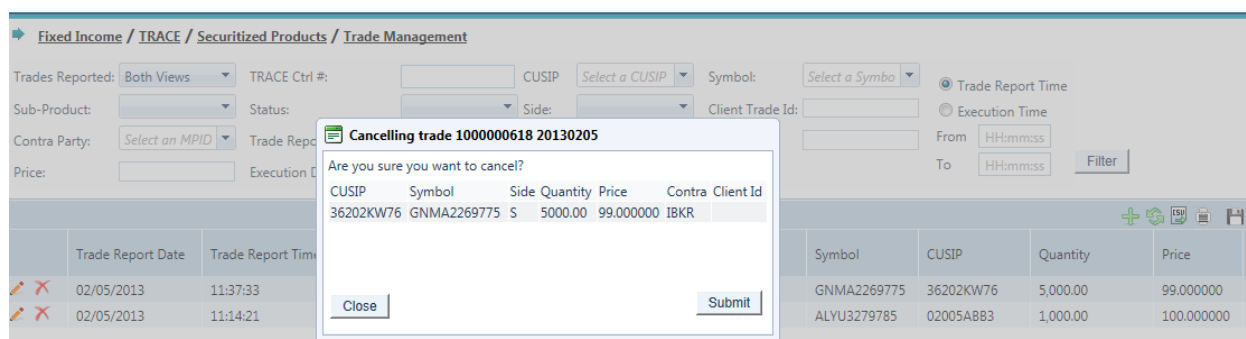 Fixed Income / TRACE / Securitized Products / Trade Management
Trades Reported: Both Views TRACE Ctrl #: CUSIP Select a CUSIP Symbol: Select a Symbo Trade Report Time
Sub-Product: Status: Side: Client Trade Id: Execution Time
Contra Party: Select an MPID Trade Repo From HH:mm:ss
Price: Execution D To HH:mm:ss Filter
Cancelling trade 1000000618 20130205
Are you sure you want to cancel?
CUSIP Symbol Side Quantity Price Contra Client Id
36202KW76 GNMA2269775 S 5000.00 99.000000 IBKR
Close Submit
CSV
Trade Report Date Trade Report Time Symbol CUSIP Quantity Price
02/05/2013 11:37:33 GNMA2269775 36202KW76 5,000.00 99.000000
02/05/2013 11:14:21 ALYU3279785 02005ABB3 1,000.00 100.000000